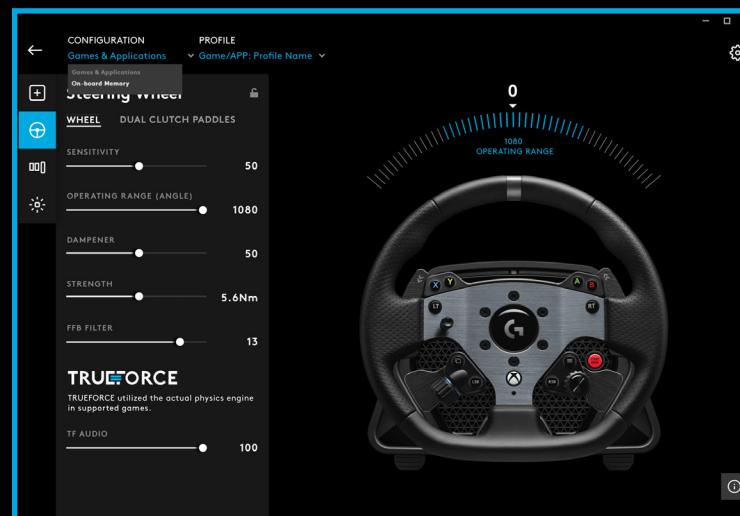 CONFIGURATION
Games & Applications
PROFILE
Game/APP: Profile Name
Games & Applications
On-board Memory
Steering Wheel
WHEEL
DUAL CLUTCH PADDLES
SENSITIVITY
50
OPERATING RANGE (ANGLE)
1080
DAMPENER
50
STRENGTH
5.6Nm
FFB FILTER
13
TRUEFORCE
TRUEFORCE utilized the actual physics engine
in supported games.
TF AUDIO
100
0
1080
OPERATING RANGE
X Y A B
LT RT
G
LSB RSB